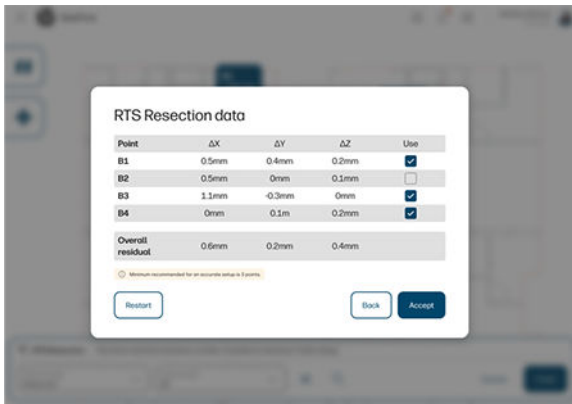 RTS Resection data
Point ΔX ΔY ΔZ Use
B1 0.5mm 0.4mm 0.2mm
B2 0.5mm 0mm 0.1mm
B3 1.1mm -0.3mm 0mm
B4 0mm 0.1m 0.2mm
Overall residual 0.6mm 0.2mm 0.4mm
Minimum recommended for an accurate setup is 3 points.
Restart Back Accept